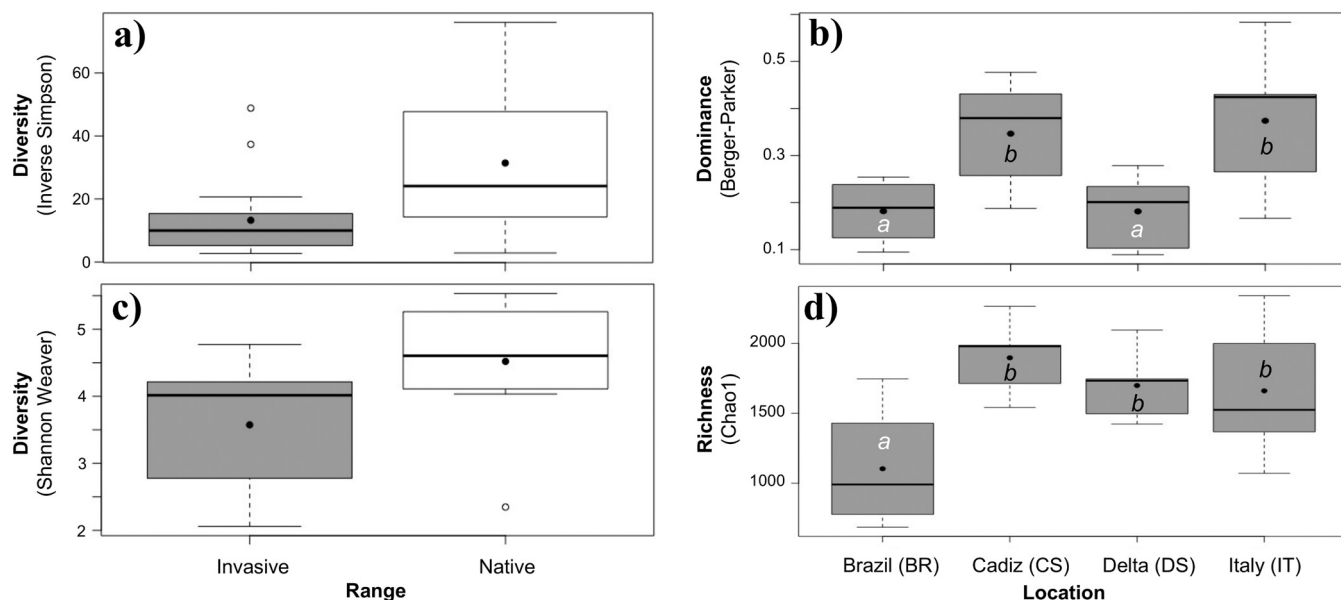 a)
Diversity
(Inverse Simpson)
60
40
20
0
b)
Dominance
(Berger-Parker)
0.5
0.3
0.1
a
b
a
b
c)
Diversity
(Shannon Weaver)
5
4
3
2
Invasive
Native
Range
d)
Richness
(Chao1)
2000
1500
1000
a
b
b
b
Brazil (BR)
Cadiz (CS)
Delta (DS)
Italy (IT)
Location